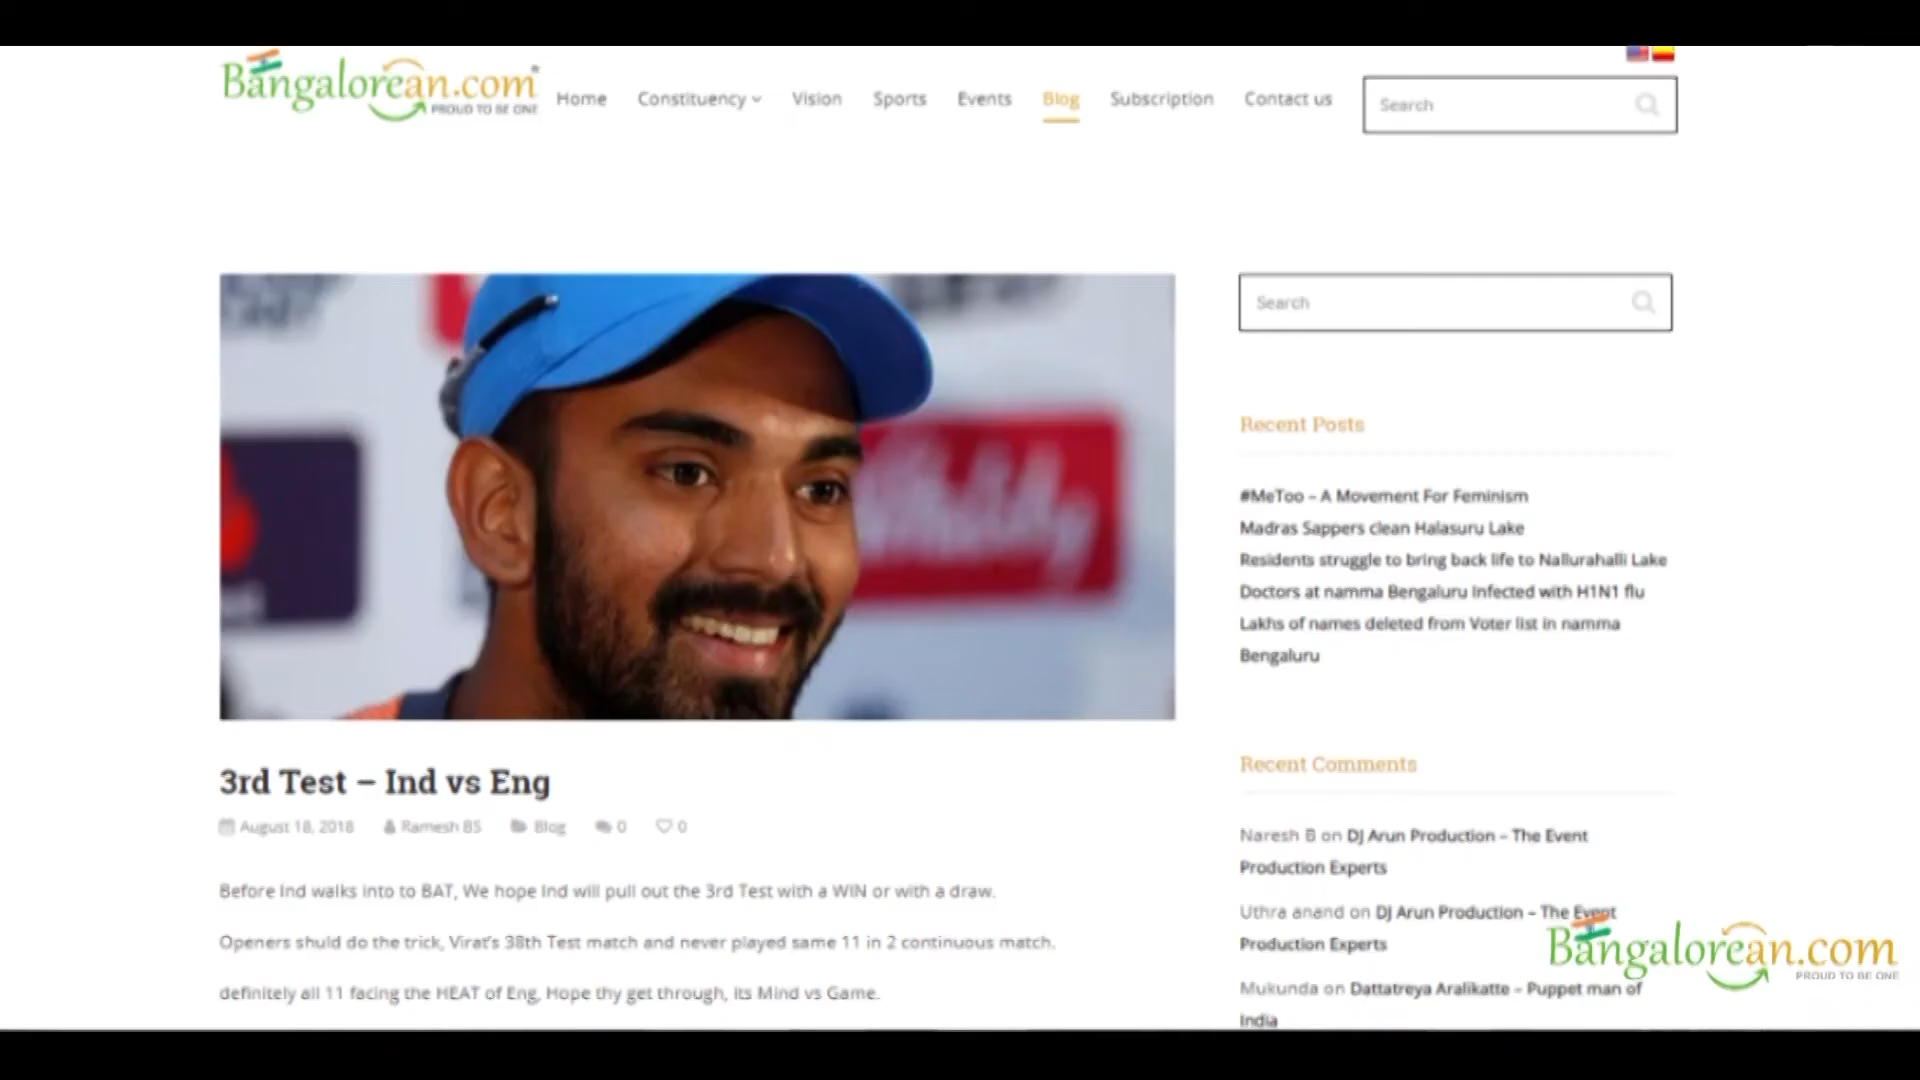 Bangalorean.com
PROUD TO BE ONE
Home Constituency Vision Sports Events Blog Subscription Contact us
Search
Search
Recent Posts
#MeToo – A Movement For Feminism
Madras Sappers clean Halasuru Lake
Residents struggle to bring back life to Nallurahalli Lake
Doctors at namma Bengaluru Infected with H1N1 flu
Lakhs of names deleted from Voter list in namma
Bengaluru
3rd Test – Ind vs Eng
August 18, 2018 Ramesh BS Blog 0 0
Before Ind walks into to BAT, We hope Ind will pull out the 3rd Test with a WIN or with a draw.
Openers shuld do the trick, Virat's 38th Test match and never played same 11 in 2 continuous match.
definitely all 11 facing the HEAT of Eng, Hope thy get through, Its Mind vs Game.
Recent Comments
Naresh B on DJ Arun Production – The Event
Production Experts
Uthra anand on DJ Arun Production – The Event
Production Experts
Mukunda on Dattatreya Aralikatte – Puppet man of
India
Bangalorean.com
PROUD TO BE ONE